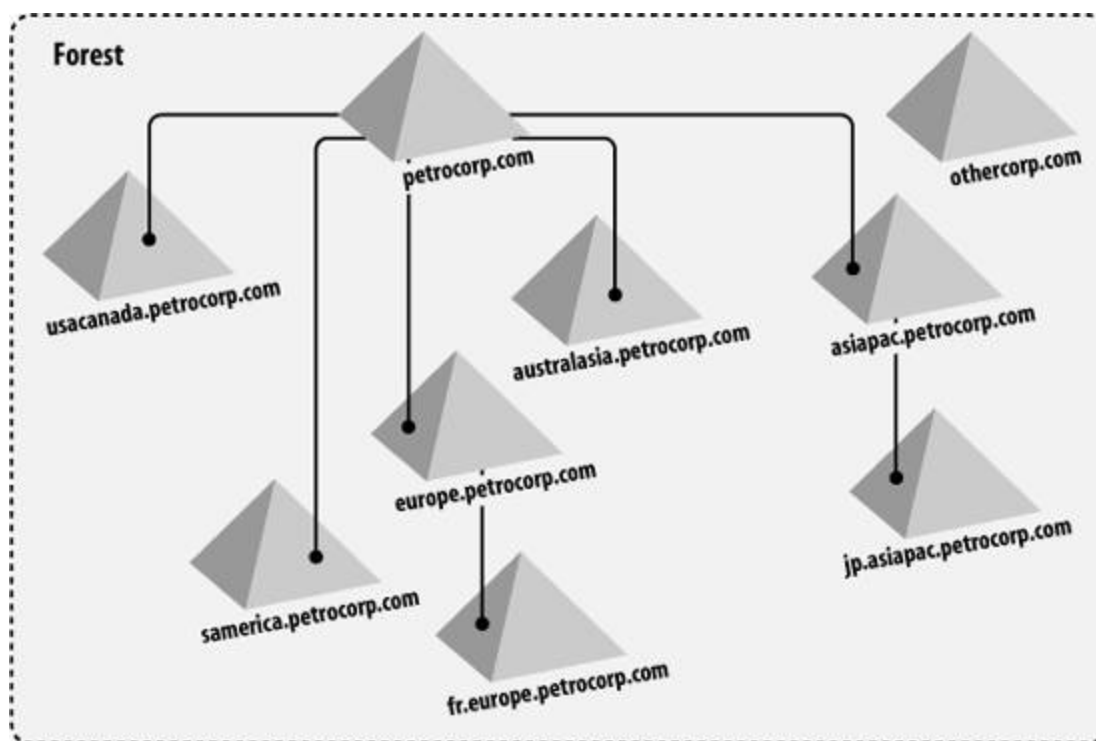 Forest
petrocorp.com
othercorp.com
usacanada.petrocorp.com
australasia.petrocorp.com
asiapac.petrocorp.com
europe.petrocorp.com
jp.asiapac.petrocorp.com
samerica.petrocorp.com
fr.europe.petrocorp.com